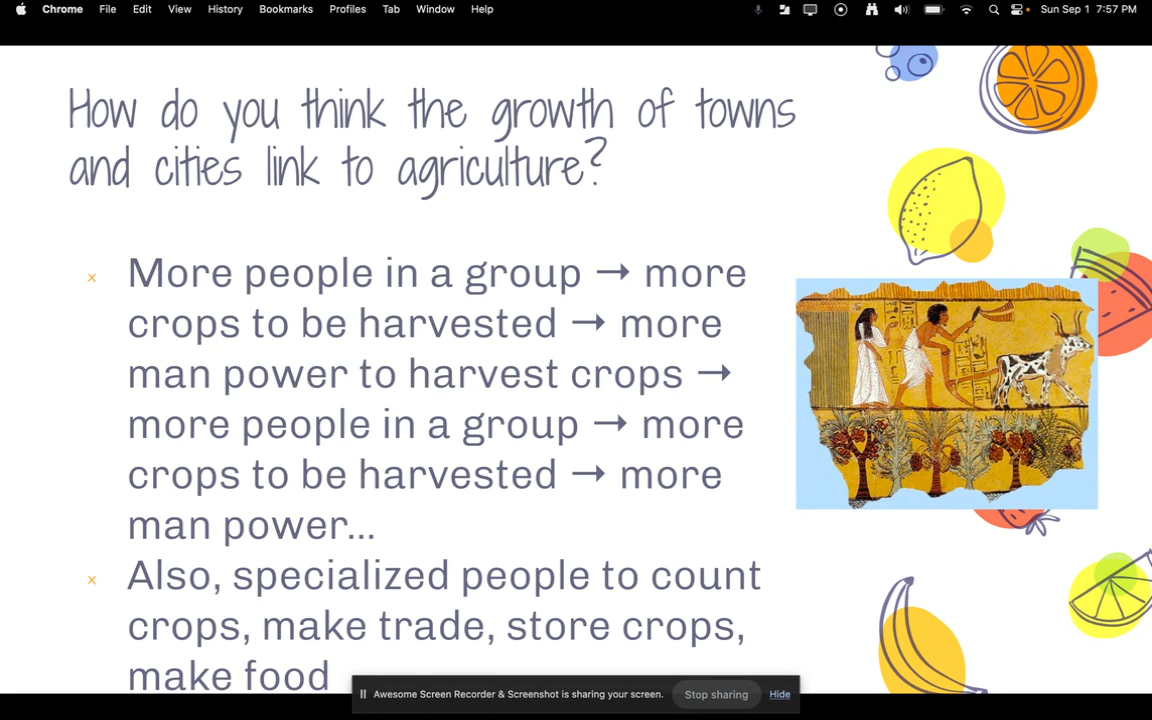 Chrome File Edit View History Bookmarks Profiles Tab Window Help Sun Sep 1 7:57 PM
How do you think the growth of towns
and cities link to agriculture?
× More people in a group → more
crops to be harvested → more
man power to harvest crops →
more people in a group → more
crops to be harvested → more
man power...
× Also, specialized people to count
crops, make trade, store crops,
make food
Awesome Screen Recorder & Screenshot is sharing your screen. Stop sharing Hide